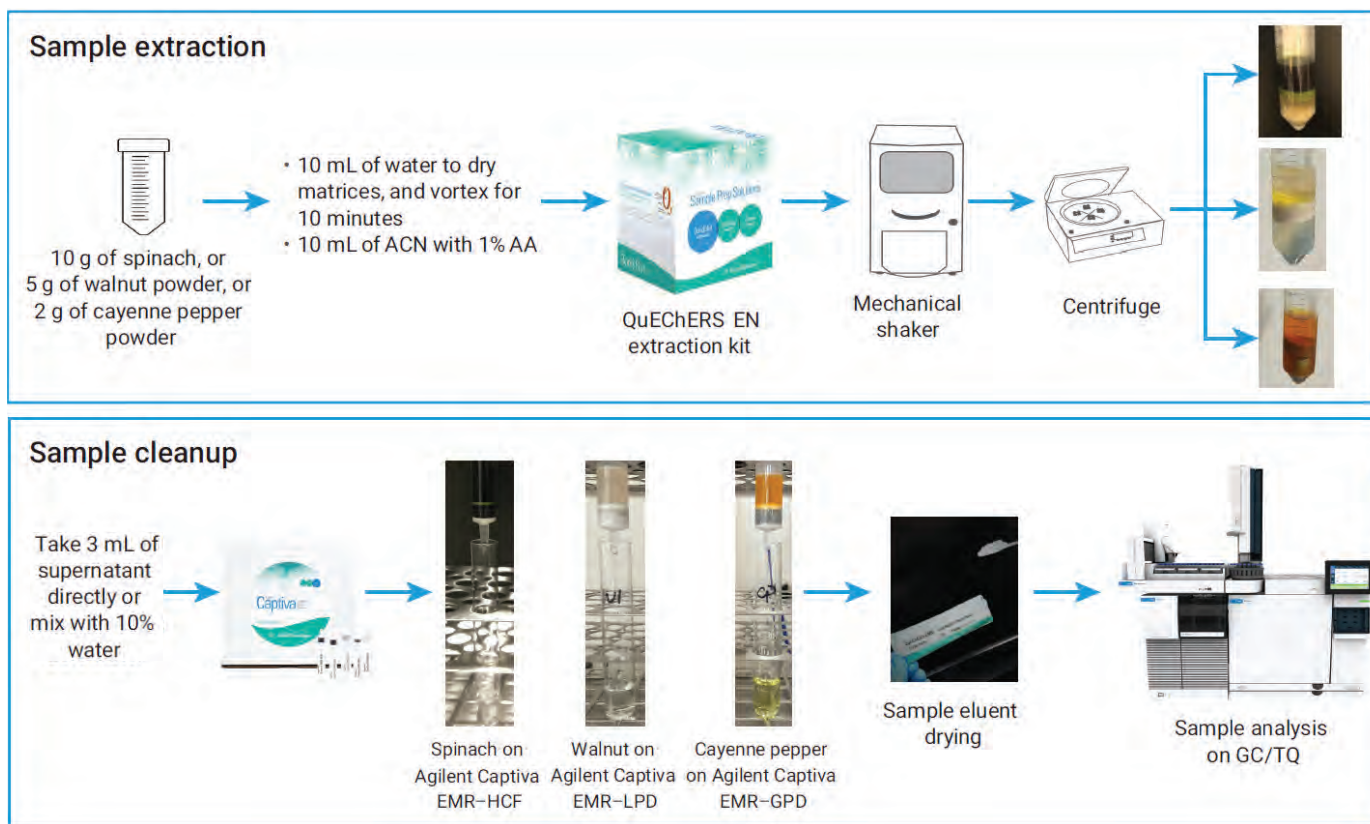 Sample extraction
10 g of spinach, or
5 g of walnut powder, or
2 g of cayenne pepper
powder
• 10 mL of water to dry
matrices, and vortex for
10 minutes
• 10 mL of ACN with 1% AA
Sample Prep Solutions
QuEChERS EN
extraction kit
Mechanical
shaker
Centrifuge
Sample cleanup
Take 3 mL of
supernatant
directly or
mix with 10%
water
Captiva
Spinach on
Agilent Captiva
EMR–HCF
Walnut on
Agilent Captiva
EMR–LPD
Cayenne pepper
on Agilent Captiva
EMR–GPD
Sample eluent
drying
Sample analysis
on GC/TQ